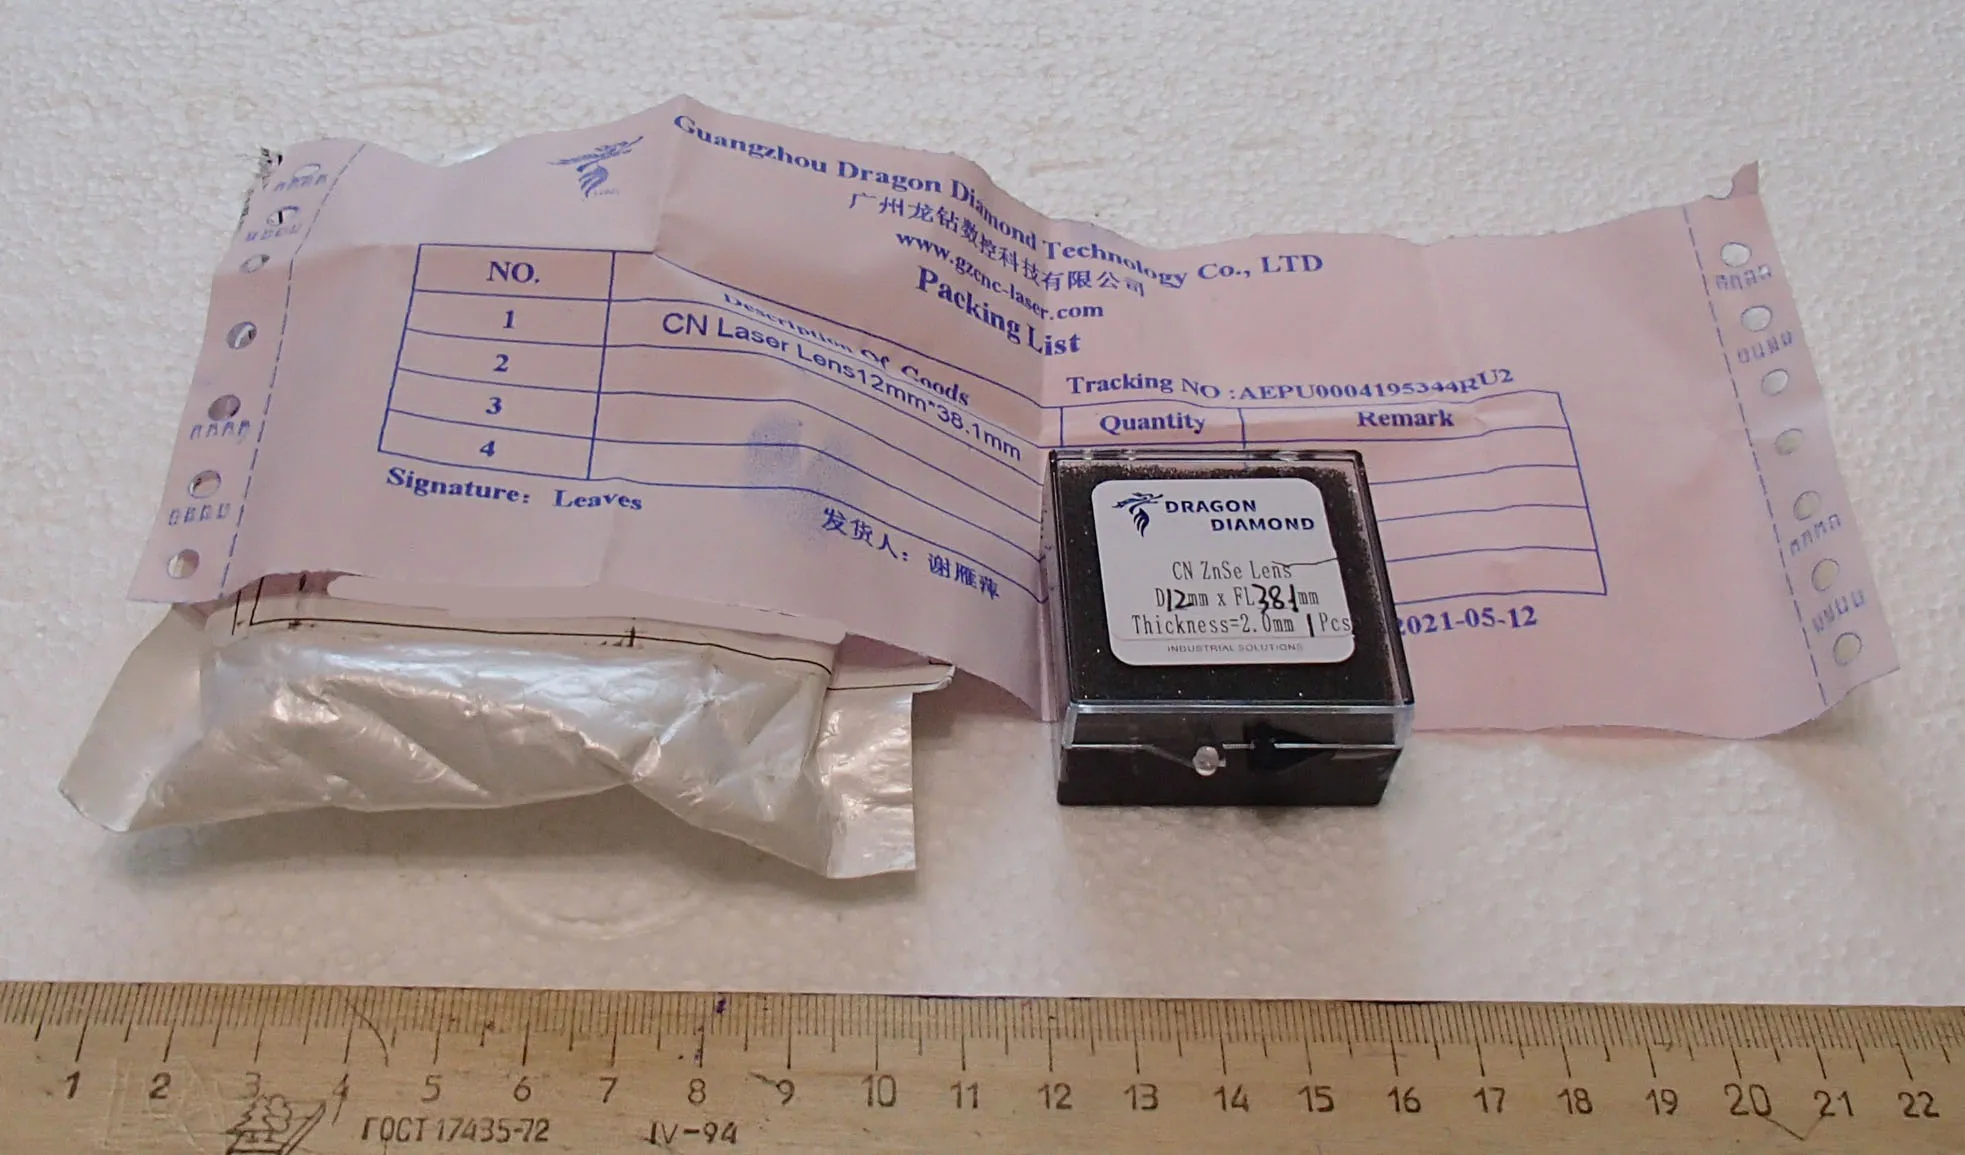 Guangzhou Dragon Diamond Technology Co., LTD
广州龙钻数控科技有限公司
www.gzcnc-laser.com
Packing List
Tracking NO :AEPU0004195344RU2
NO.
Description Of Goods
Quantity
Remark
1
CN Laser Lens12mm*38.1mm
2
3
4
Signature: Leaves
发货人: 谢雁萍
2021-05-12
DRAGON
DIAMOND
CN ZnSe Lens
D12mm x FL38.1mm
Thickness=2.0mm 1Pcs
INDUSTRIAL SOLUTIONS
1 2 3 4 5 6 7 8 9 10 11 12 13 14 15 16 17 18 19 20 21 22
ГОСТ 17435-72 IV-94